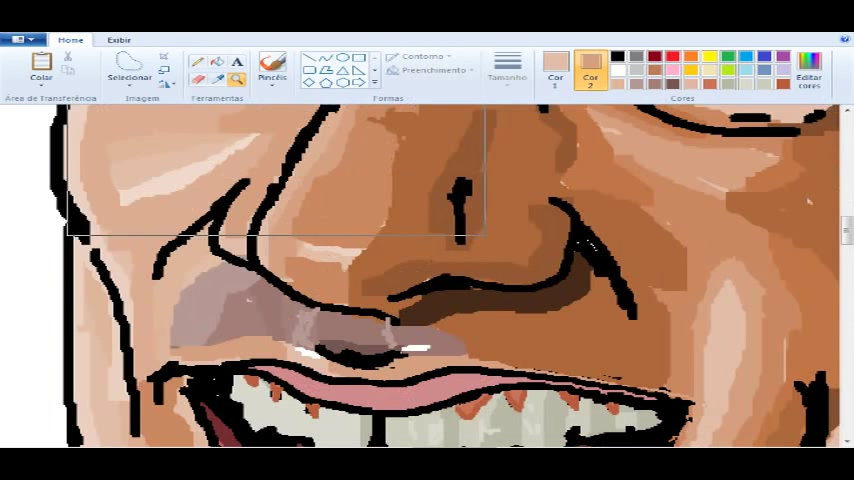 Home Exibir
Colar
Selecionar
A
Pincéis
Contorno
Preenchimento
Tamanho
Cor
1
Cor
2
Editar
cores
Área de Transferência Imagem Ferramentas Formas Cores